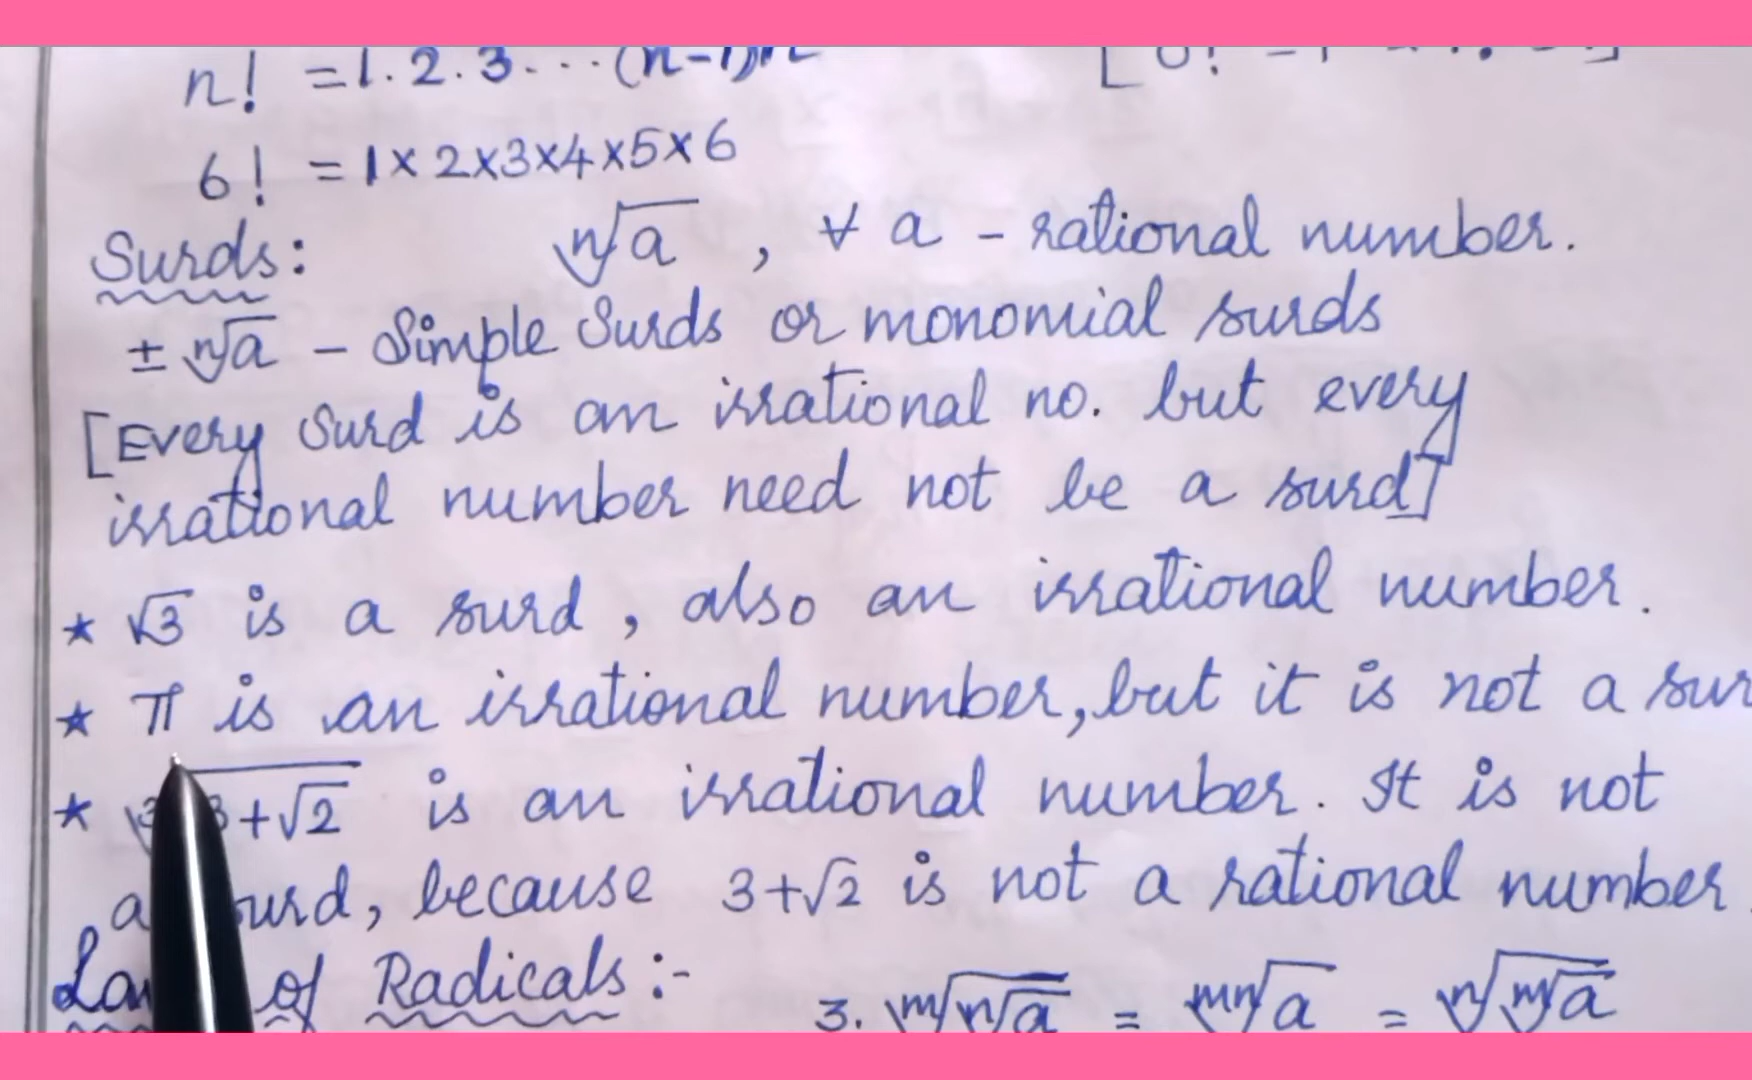 n! = 1.2.3...(n-1)n
6! = 1×2×3×4×5×6
Surds: ⁿ√a , ∀ a - rational number.
± ⁿ√a - Simple Surds or monomial surds
[Every Surd is an irrational no. but every
irrational number need not be a surd]
★ √3 is a surd, also an irrational number.
★ π is an irrational number, but it is not a sur
★ 3+√2 is an irrational number. It is not
a urd, because 3+√2 is not a rational number.
of Radicals:- 3. ᵐ√ⁿ√a = ᵐⁿ√a = ⁿ√ᵐ√a